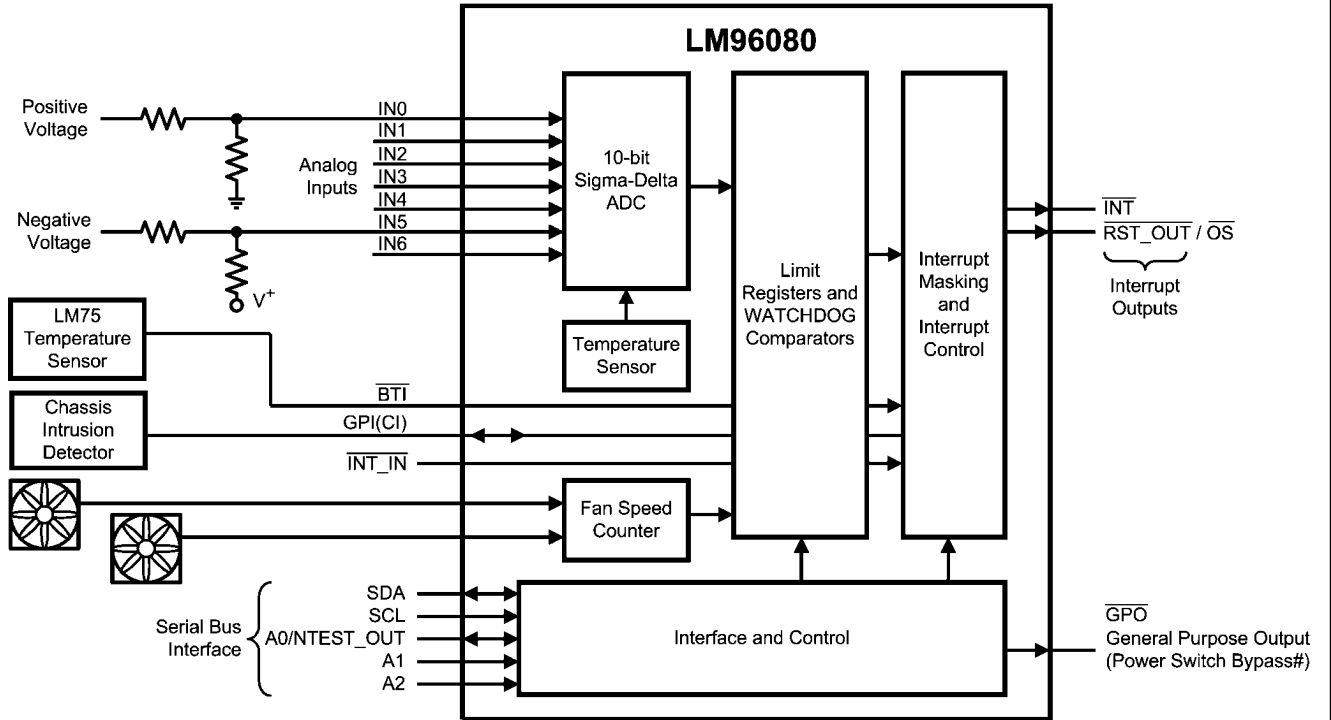 LM96080
Positive
Voltage
IN0
IN1
IN2
IN3
IN4
IN5
IN6
Analog
Inputs
10-bit
Sigma-Delta
ADC
Negative
Voltage
V+
INT
RST_OUT / OS
Interrupt
Outputs
Limit
Registers and
WATCHDOG
Comparators
Interrupt
Masking
and
Interrupt
Control
LM75
Temperature
Sensor
Temperature
Sensor
BTI
Chassis
Intrusion
Detector
GPI(CI)
INT_IN
Fan Speed
Counter
Serial Bus
Interface
SDA
SCL
A0/NTEST_OUT
A1
A2
Interface and Control
GPO
General Purpose Output
(Power Switch Bypass#)